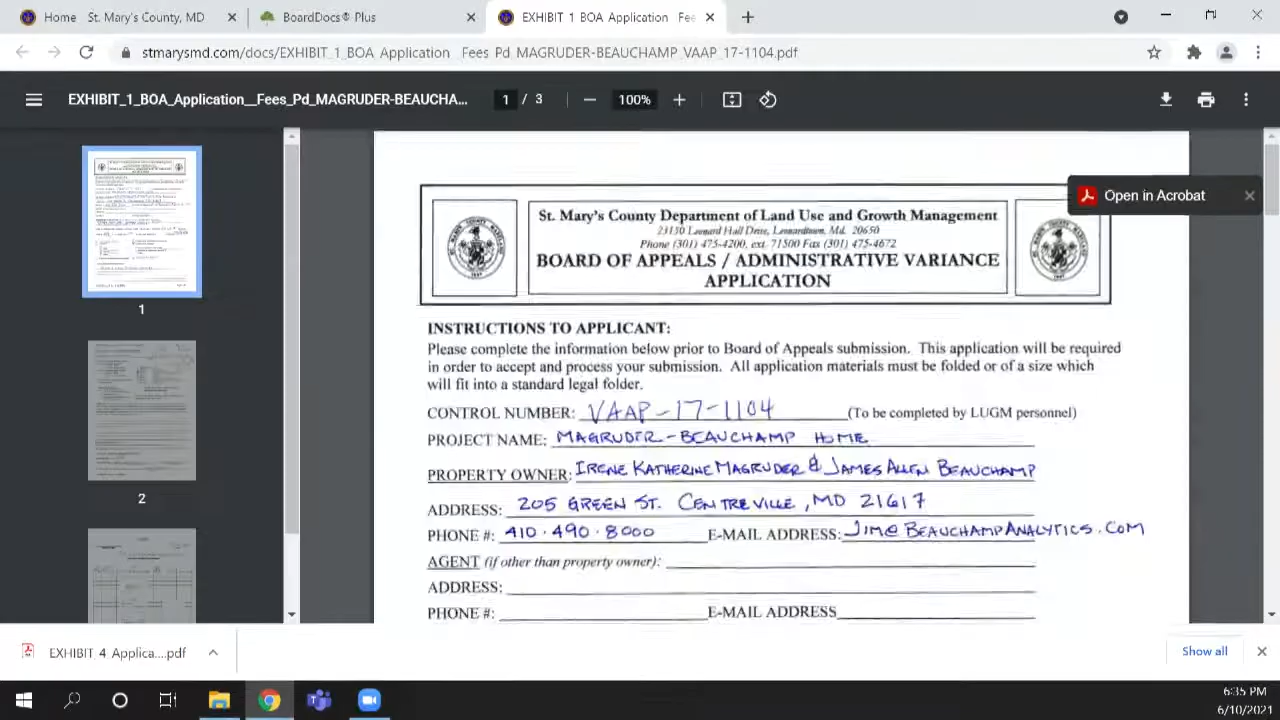 Home St. Mary's County, MD
BoardDocs® Plus
EXHIBIT 1 BOA Application Fee
stmarysmd.com/docs/EXHIBIT_1_BOA_Application__Fees_Pd_MAGRUDER-BEAUCHAMP_VAAP_17-1104.pdf
EXHIBIT_1_BOA_Application__Fees_Pd_MAGRUDER-BEAUCHA... 1 / 3 100%
Open in Acrobat
St. Mary's County Department of Land Use and Growth Management
23150 Leonard Hall Drive, Leonardtown, Md. 20650
Phone (301) 475-4200, ext. 71500 Fax (301) 475-4672
BOARD OF APPEALS / ADMINISTRATIVE VARIANCE
APPLICATION
INSTRUCTIONS TO APPLICANT:
Please complete the information below prior to Board of Appeals submission. This application will be required
in order to accept and process your submission. All application materials must be folded or of a size which
will fit into a standard legal folder.
CONTROL NUMBER: VAAP-17-1104 (To be completed by LUGM personnel)
PROJECT NAME: MAGRUDER-BEAUCHAMP HOME
PROPERTY OWNER: IRENE KATHERINE MAGRUDER & JAMES ALLEN BEAUCHAMP
ADDRESS: 205 GREEN ST. CENTREVILLE, MD 21617
PHONE #: 410·490·8000 E-MAIL ADDRESS: JIM@BEAUCHAMPANALYTICS.COM
AGENT (if other than property owner):
ADDRESS:
PHONE #: E-MAIL ADDRESS
1
2
EXHIBIT 4 Applica....pdf
Show all
6:35 PM
6/10/2021